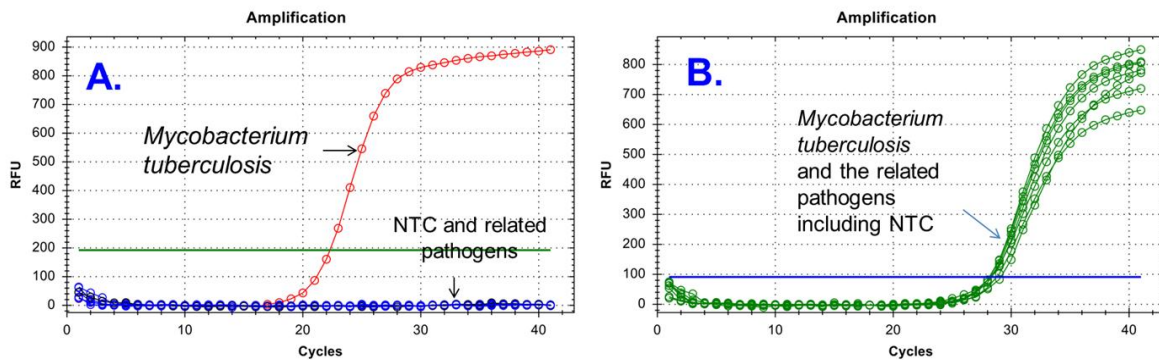 Amplification
A.
900
800
700
600
500
400
300
200
100
0
RFU
Mycobacterium
tuberculosis
NTC and related
pathogens
0
10
20
30
40
Cycles
Amplification
B.
900
800
700
600
500
400
300
200
100
0
RFU
Mycobacterium
tuberculosis
and the related
pathogens
including NTC
0
10
20
30
40
Cycles